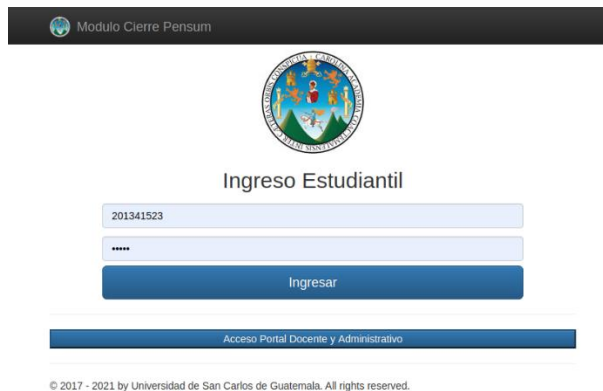 Modulo Cierre Pensum
Ingreso Estudiantil
201341523
•••••
Ingresar
Acceso Portal Docente y Administrativo
© 2017 - 2021 by Universidad de San Carlos de Guatemala. All rights reserved.